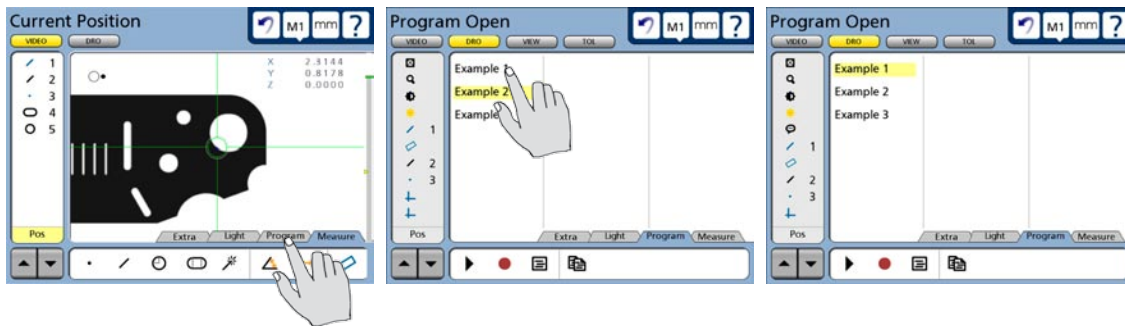 Current Position
M1 mm ?
VIDEO DRO
1
2
3
4
5
X 2.3144
Y 0.8178
Z 0.0000
Pos
Extra Light Program Measure
Program Open
M1 mm ?
VIDEO DRO VIEW TOL
Example 1
Example 2
Example
1
2
3
Pos
Extra Light Program Measure
Program Open
M1 mm ?
VIDEO DRO VIEW TOL
Example 1
Example 2
Example 3
1
2
3
Pos
Extra Light Program Measure